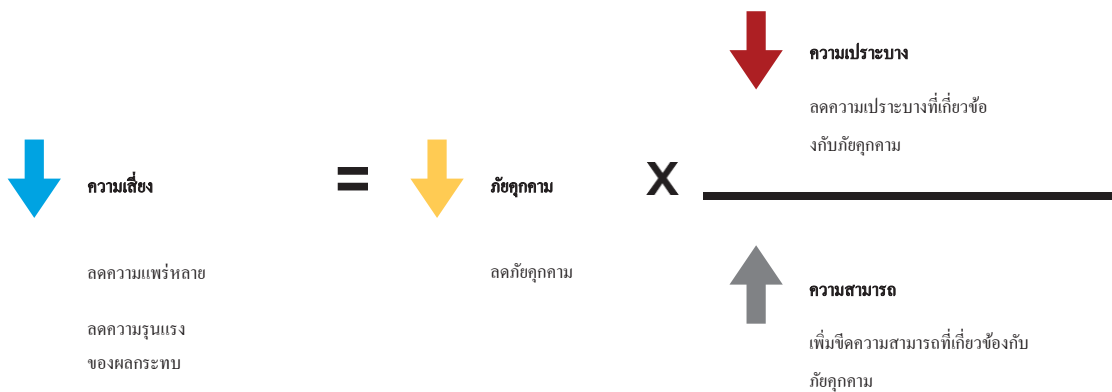 ความเสี่ยง
ลดความแพร่หลาย
ลดความรุนแรง
ของผลกระทบ
=
ภัยคุกคาม
ลดภัยคุกคาม
X
ความเปราะบาง
ลดความเปราะบางที่เกี่ยวข้อ
งกับภัยคุกคาม
ความสามารถ
เพิ่มขีดความสามารถที่เกี่ยวข้องกับ
ภัยคุกคาม